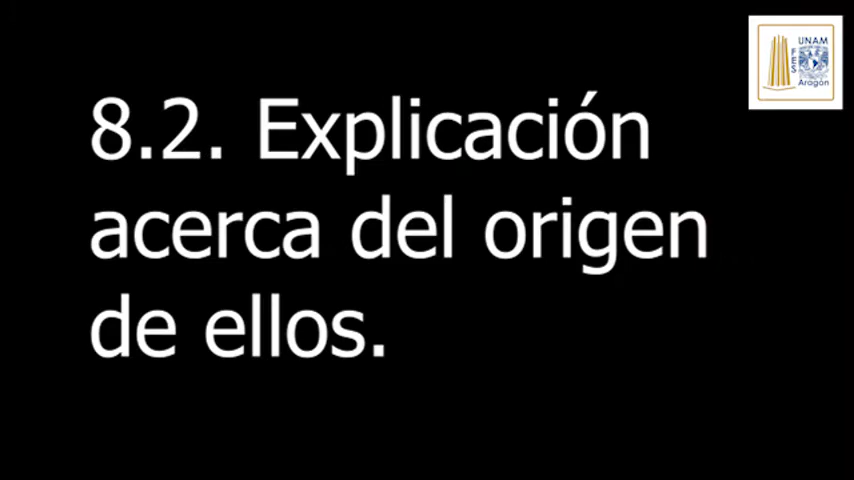 8.2. Explicación
acerca del origen
de ellos.
UNAM
FES
Aragón